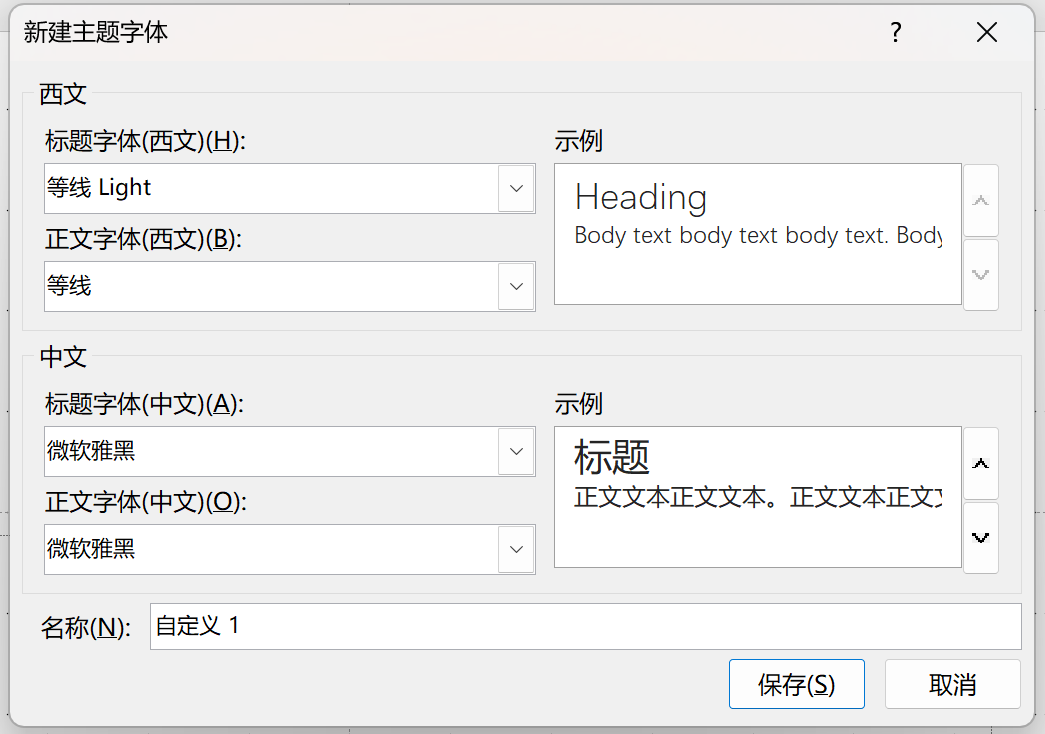 新建主题字体
西文
标题字体(西文)(H):
示例
等线 Light
Heading
Body text body text body text. Body
正文字体(西文)(B):
等线
中文
标题字体(中文)(A):
示例
微软雅黑
标题
正文文本正文文本。正文文本正文
正文字体(中文)(O):
微软雅黑
名称(N):
自定义 1
保存(S)
取消